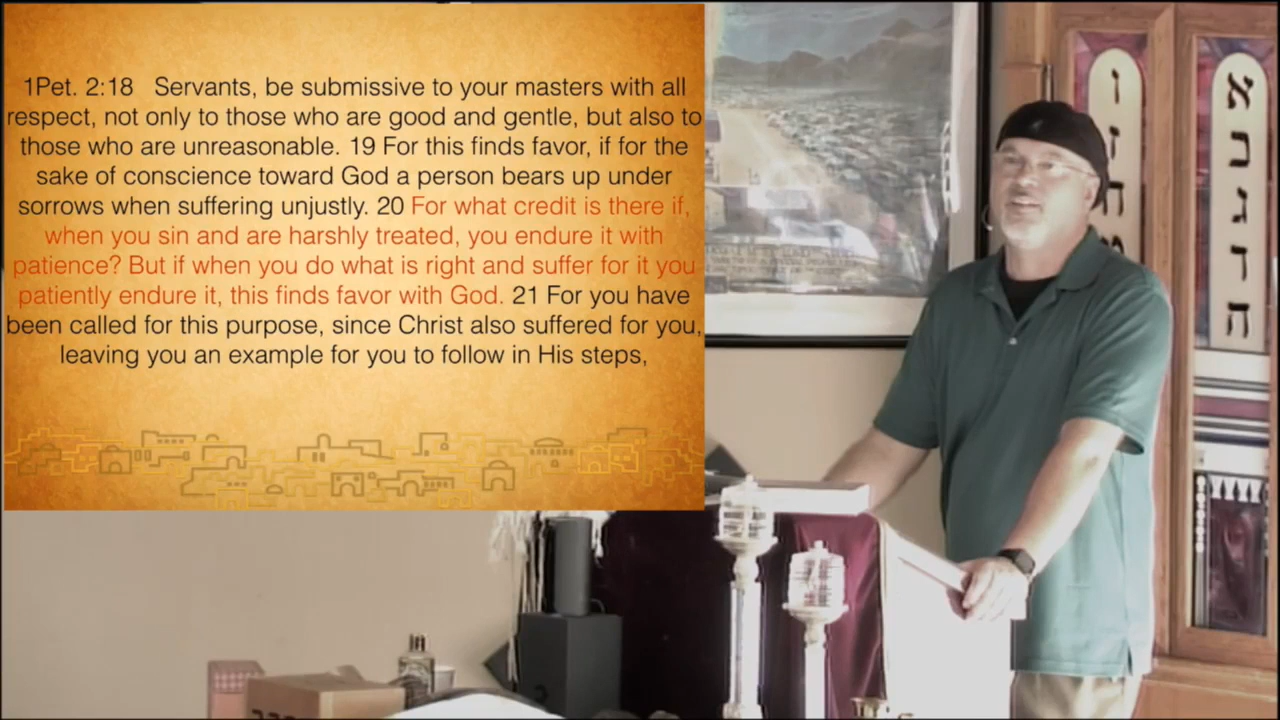 1Pet. 2:18 Servants, be submissive to your masters with all
respect, not only to those who are good and gentle, but also to
those who are unreasonable. 19 For this finds favor, if for the
sake of conscience toward God a person bears up under
sorrows when suffering unjustly. 20 For what credit is there if,
when you sin and are harshly treated, you endure it with
patience? But if when you do what is right and suffer for it you
patiently endure it, this finds favor with God. 21 For you have
been called for this purpose, since Christ also suffered for you,
leaving you an example for you to follow in His steps,
א
ב
ג
ד
ה
ו
ז
ח